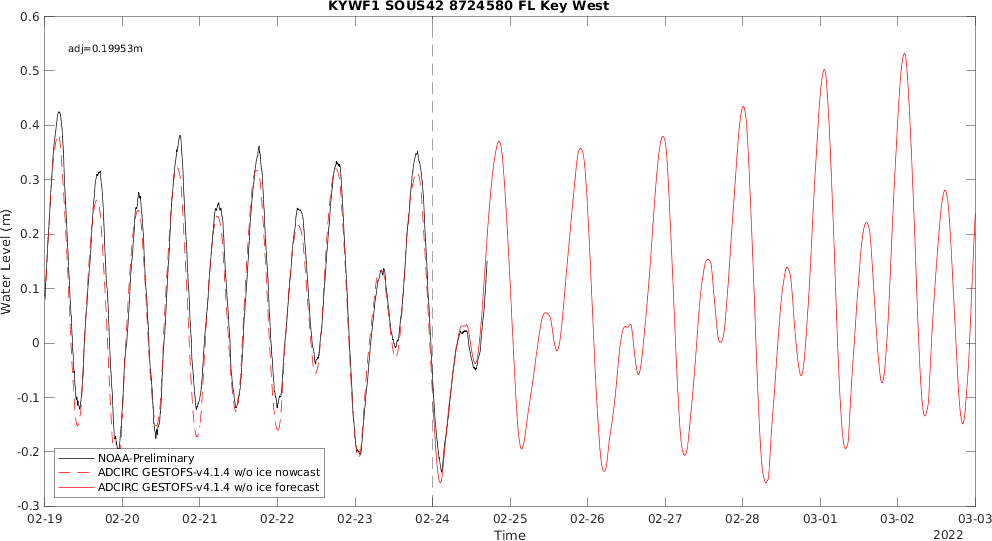 KYWF1 SOUS42 8724580 FL Key West
adj=0.19953m
0.6
0.5
0.4
0.3
0.2
0.1
0
-0.1
-0.2
-0.3
Water Level (m)
NOAA-Preliminary
ADCIRC GESTOFS-v4.1.4 w/o ice nowcast
ADCIRC GESTOFS-v4.1.4 w/o ice forecast
02-19 02-20 02-21 02-22 02-23 02-24 02-25 02-26 02-27 02-28 03-01 03-02 03-03
Time
2022